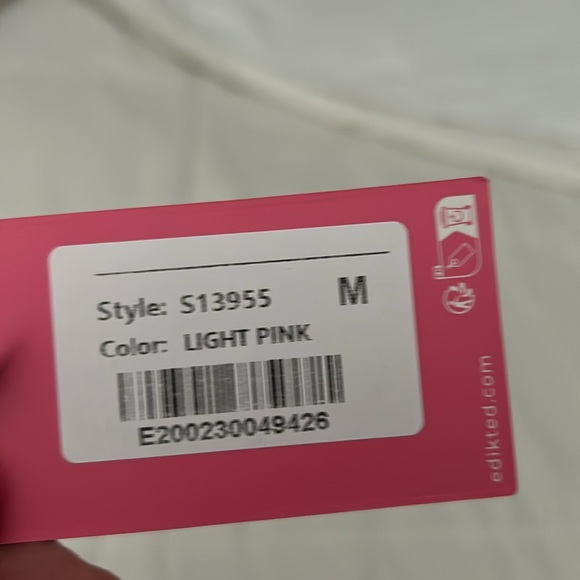 Style: S13955 M
Color: LIGHT PINK
E200230049426
edikted.com